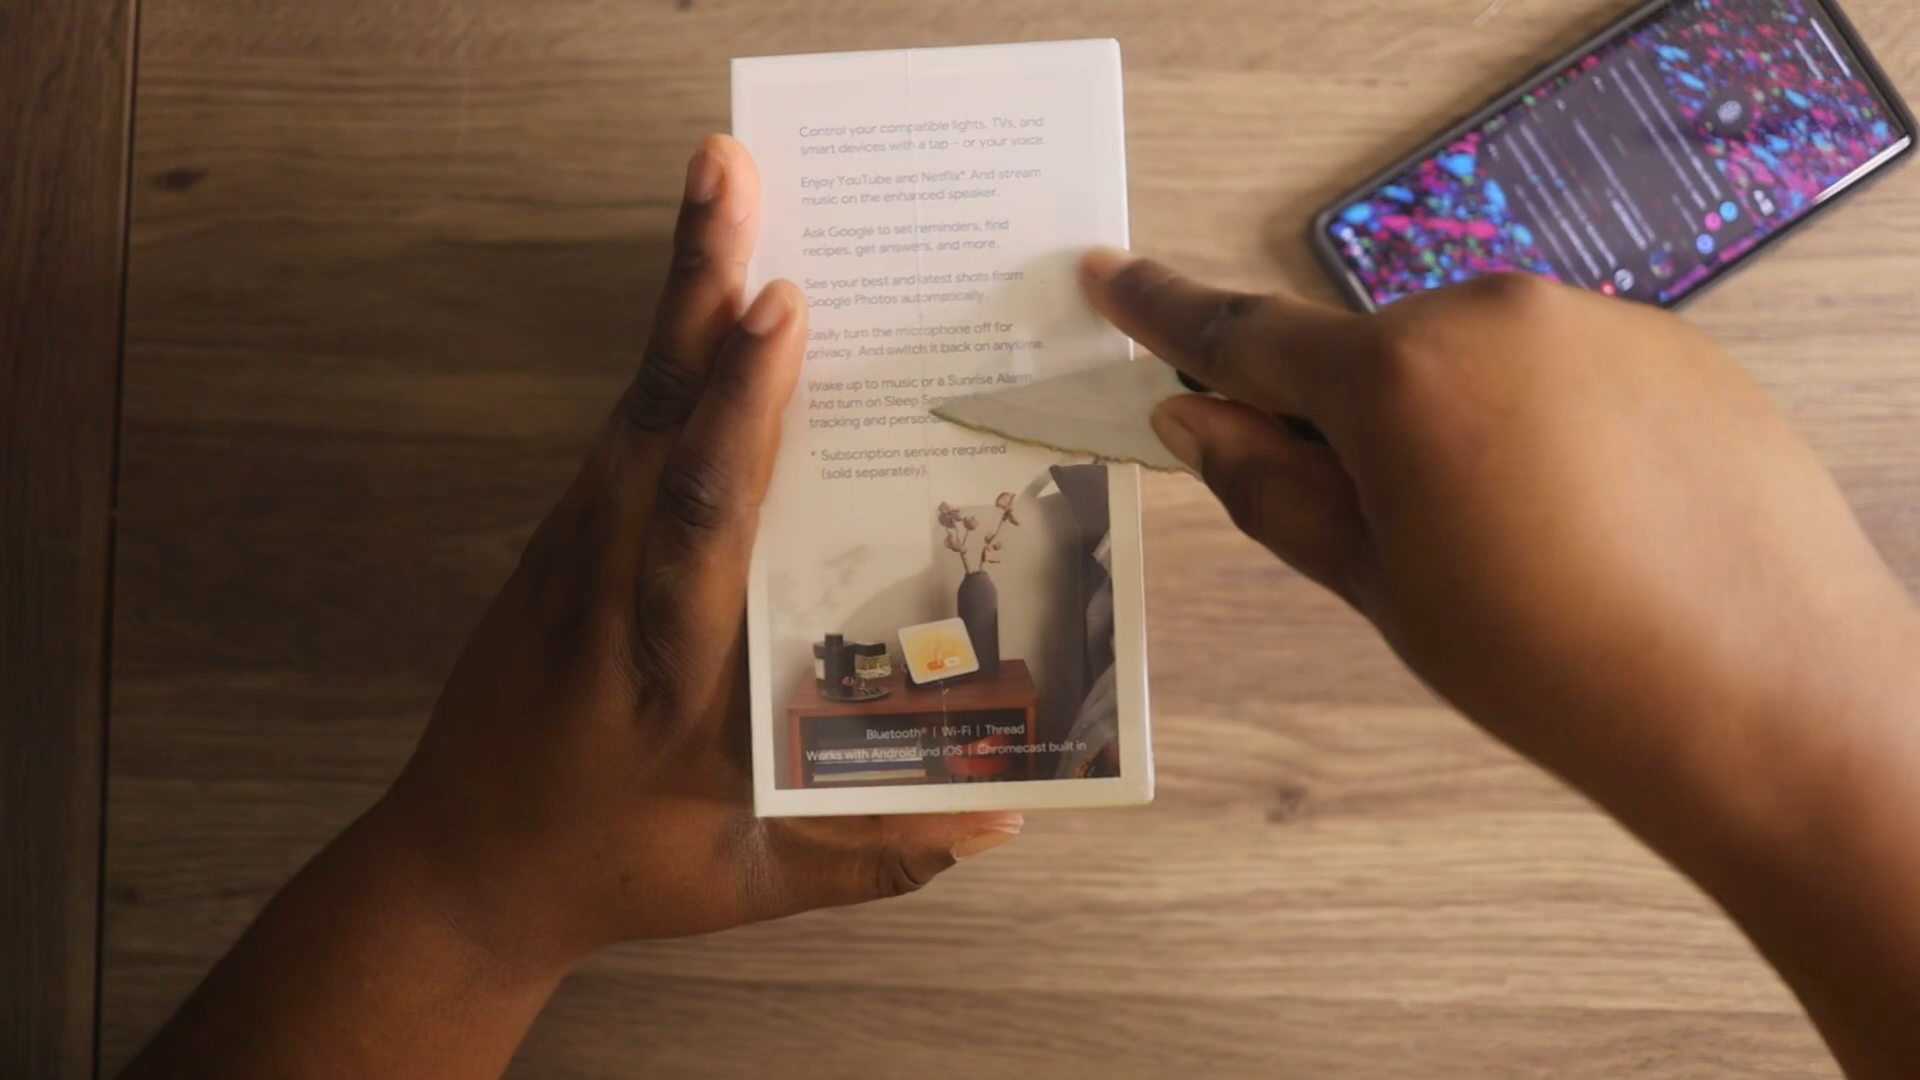 Control your compatible lights, TVs, and
smart devices with a tap – or your voice.
Enjoy YouTube and Netflix*. And stream
music on the enhanced speaker.
Ask Google to set reminders, find
recipes, get answers, and more.
See your best and latest shots from
Google Photos automatically.
Easily turn the microphone off for
privacy. And switch it back on anytime.
Wake up to music or a Sunrise Alarm.
And turn on Sleep
tracking and
* Subscription service required
(sold separately).
Bluetooth® | Wi-Fi | Thread
Works with Android and iOS | Chromecast built in